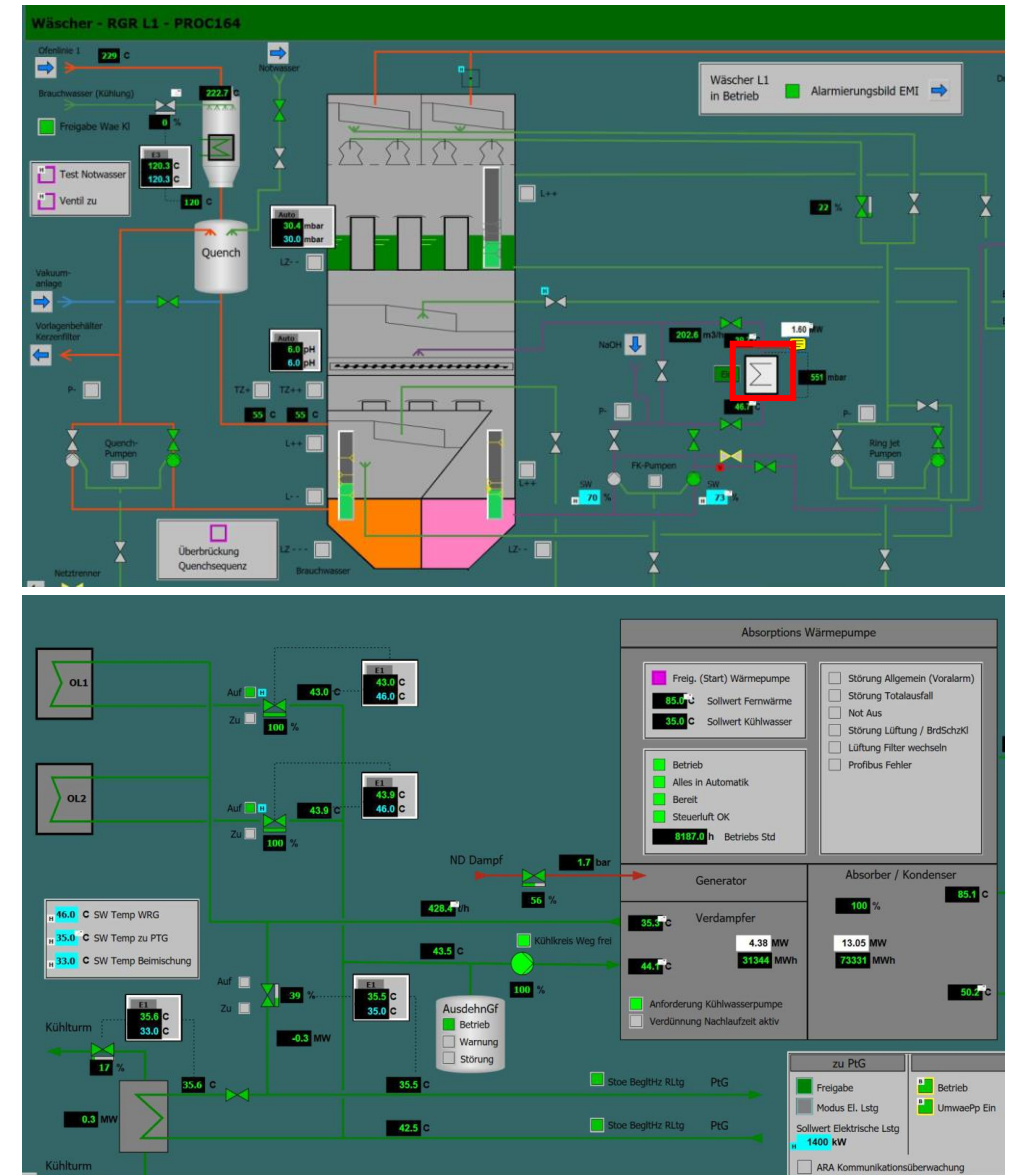 Wäscher - RGR L1 - PROC164
Ofenlinie 1
229 C
Notwasser
Brauchwasser (Kühlung)
222.7
0 %
Freigabe Wae Kl
E3
120.3 C
120.3 C
120 C
Test Notwasser
Ventil zu
Quench
Vakuum-
anlage
Vorlagenbehälter
Kerzenfilter
P-
Quench-
Pumpen
Überbrückung
Quenchsequenz
Netztrenner
Auto
30.4 mbar
30.0 mbar
LZ- -
Auto
6.0 pH
6.0 pH
TZ+
TZ++
55 C
55 C
L++
L- -
LZ - - -
Brauchwasser
L++
L++
LZ- -
Wäscher L1
in Betrieb
Alarmierungsbild EMI
22 %
H
NaOH
202.6 m3/h
1.60 MW
551 mbar
46.7 C
P-
FK-Pumpen
SW
H 70 %
SW
H 73 %
P-
Ring jet
Pumpen
OL1
Auf H
Zu
100 %
43.0 C
E1
43.0 C
46.0 C
OL2
Auf H
Zu
100 %
43.9 C
E1
43.9 C
46.0 C
ND Dampf
1.7 bar
56 %
428.4 t/h
H 46.0 C SW Temp WRG
H 35.0 C SW Temp zu PTG
H 33.0 C SW Temp Beimischung
43.5 C
Kühlkreis Weg frei
100 %
Auf
Zu
39 %
E1
35.5 C
35.0 C
-0.3 MW
AusdehnGf
Betrieb
Warnung
Störung
E1
35.6 C
33.0 C
Kühlturm
17 %
35.6 C
0.3 MW
Kühlturm
35.5 C
Stoe BegltHz RLtg PtG
42.5 C
Stoe BegltHz RLtg PtG
Absorptions Wärmepumpe
Freig. (Start) Wärmepumpe
85.0 C Sollwert Fernwärme
35.0 C Sollwert Kühlwasser
Betrieb
Alles in Automatik
Bereit
Steuerluft OK
8187.0 h Betriebs Std
Störung Allgemein (Voralarm)
Störung Totalausfall
Not Aus
Störung Lüftung / BrdSchzKl
Lüftung Filter wechseln
Profibus Fehler
Generator
Verdampfer
35.3 C
4.38 MW
31344 MWh
44.1 C
Anforderung Kühlwasserpumpe
Verdünnung Nachlaufzeit aktiv
Absorber / Kondenser
100 %
85.1 C
13.05 MW
73331 MWh
50.2 C
zu PtG
Freigabe
Modus El. Lstg
Sollwert Elektrische Lstg
H 1400 kW
B Betrieb
B UmwaePp Ein
ARA Kommunikationsüberwachung